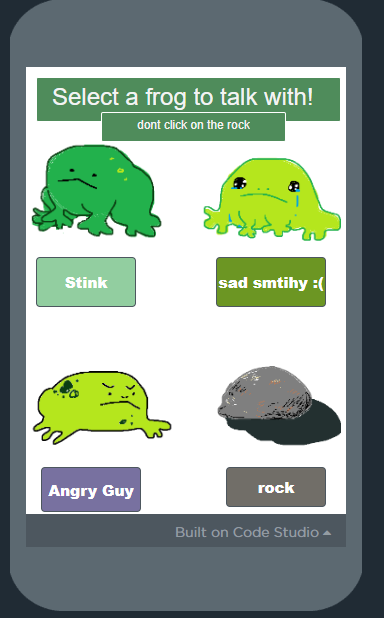 Select a frog to talk with!
dont click on the rock
Stink
sad smtihy :(
Angry Guy
rock
Built on Code Studio